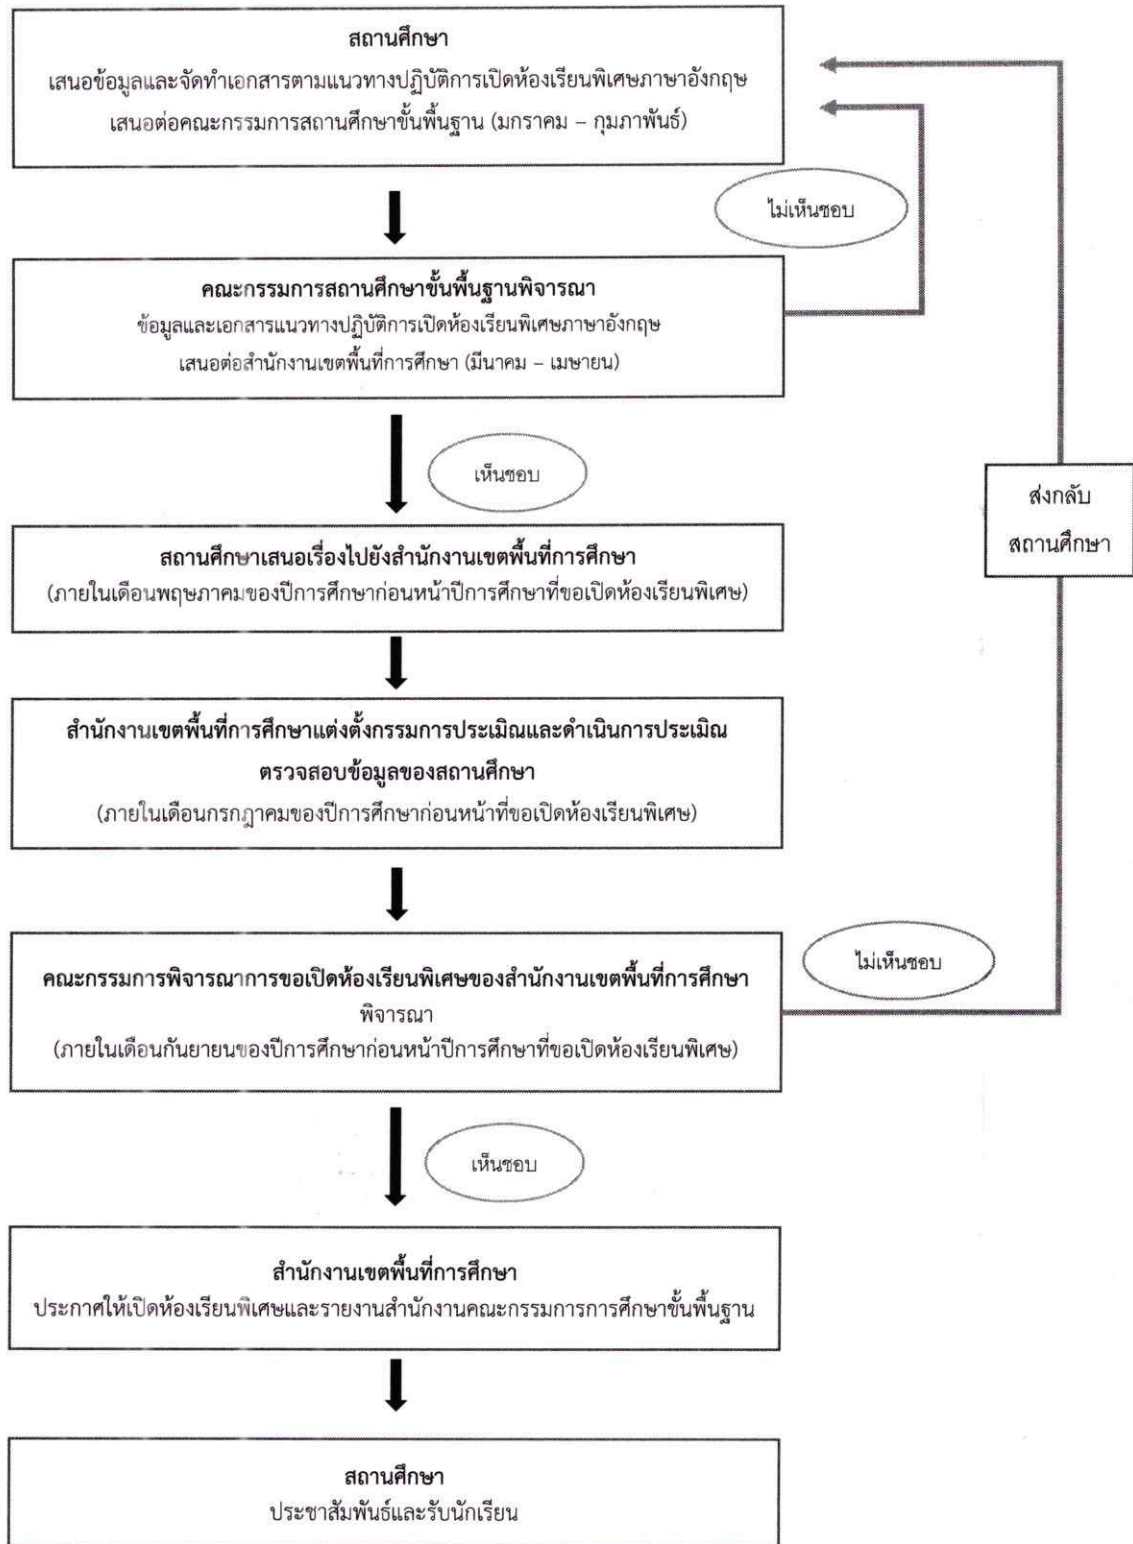 สถานศึกษา
เสนอข้อมูลและจัดทำเอกสารตามแนวทางปฏิบัติการเปิดห้องเรียนพิเศษภาษาอังกฤษ
เสนอต่อคณะกรรมการสถานศึกษาขั้นพื้นฐาน (มกราคม – กุมภาพันธ์)
ไม่เห็นชอบ
คณะกรรมการสถานศึกษาขั้นพื้นฐานพิจารณา
ข้อมูลและเอกสารแนวทางปฏิบัติการเปิดห้องเรียนพิเศษภาษาอังกฤษ
เสนอต่อสำนักงานเขตพื้นที่การศึกษา (มีนาคม – เมษายน)
เห็นชอบ
ส่งกลับ
สถานศึกษา
สถานศึกษาเสนอเรื่องไปยังสำนักงานเขตพื้นที่การศึกษา
(ภายในเดือนพฤษภาคมของปีการศึกษาก่อนหน้าปีการศึกษาที่ขอเปิดห้องเรียนพิเศษ)
สำนักงานเขตพื้นที่การศึกษาแต่งตั้งกรรมการประเมิณและดำเนินการประเมิณ
ตรวจสอบข้อมูลของสถานศึกษา
(ภายในเดือนกรกฎาคมของปีการศึกษาก่อนหน้าที่ขอเปิดห้องเรียนพิเศษ)
คณะกรรมการพิจารณาการขอเปิดห้องเรียนพิเศษของสำนักงานเขตพื้นที่การศึกษา
พิจารณา
(ภายในเดือนกันยายนของปีการศึกษาก่อนหน้าปีการศึกษาที่ขอเปิดห้องเรียนพิเศษ)
ไม่เห็นชอบ
เห็นชอบ
สำนักงานเขตพื้นที่การศึกษา
ประกาศให้เปิดห้องเรียนพิเศษและรายงานสำนักงานคณะกรรมการการศึกษาขั้นพื้นฐาน
สถานศึกษา
ประชาสัมพันธ์และรับนักเรียน